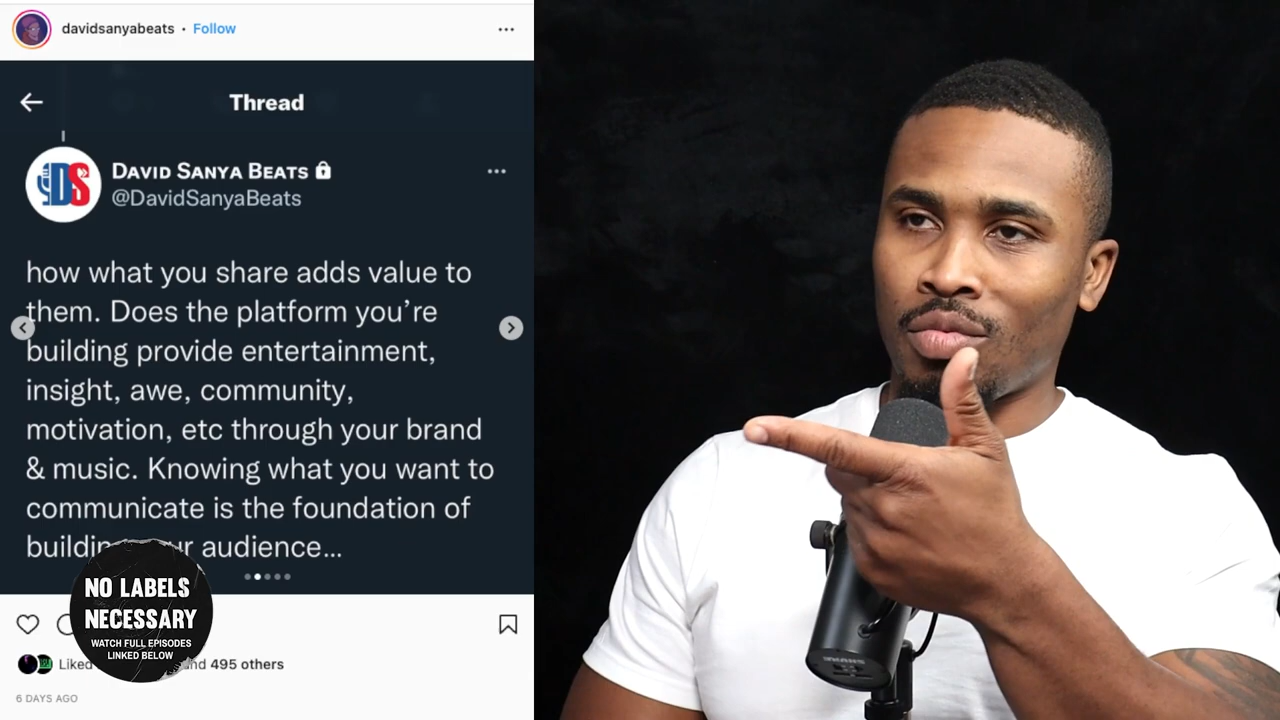 davidsanyabeats • Follow
Thread
DS
DAVID SANYA BEATS
@DavidSanyaBeats
how what you share adds value to
them. Does the platform you’re
building provide entertainment,
insight, awe, community,
motivation, etc through your brand
& music. Knowing what you want to
communicate is the foundation of
audience...
NO LABELS
NECESSARY
WATCH FULL EPISODES
LINKED BELOW
Liked 495 others
6 DAYS AGO
SHURE